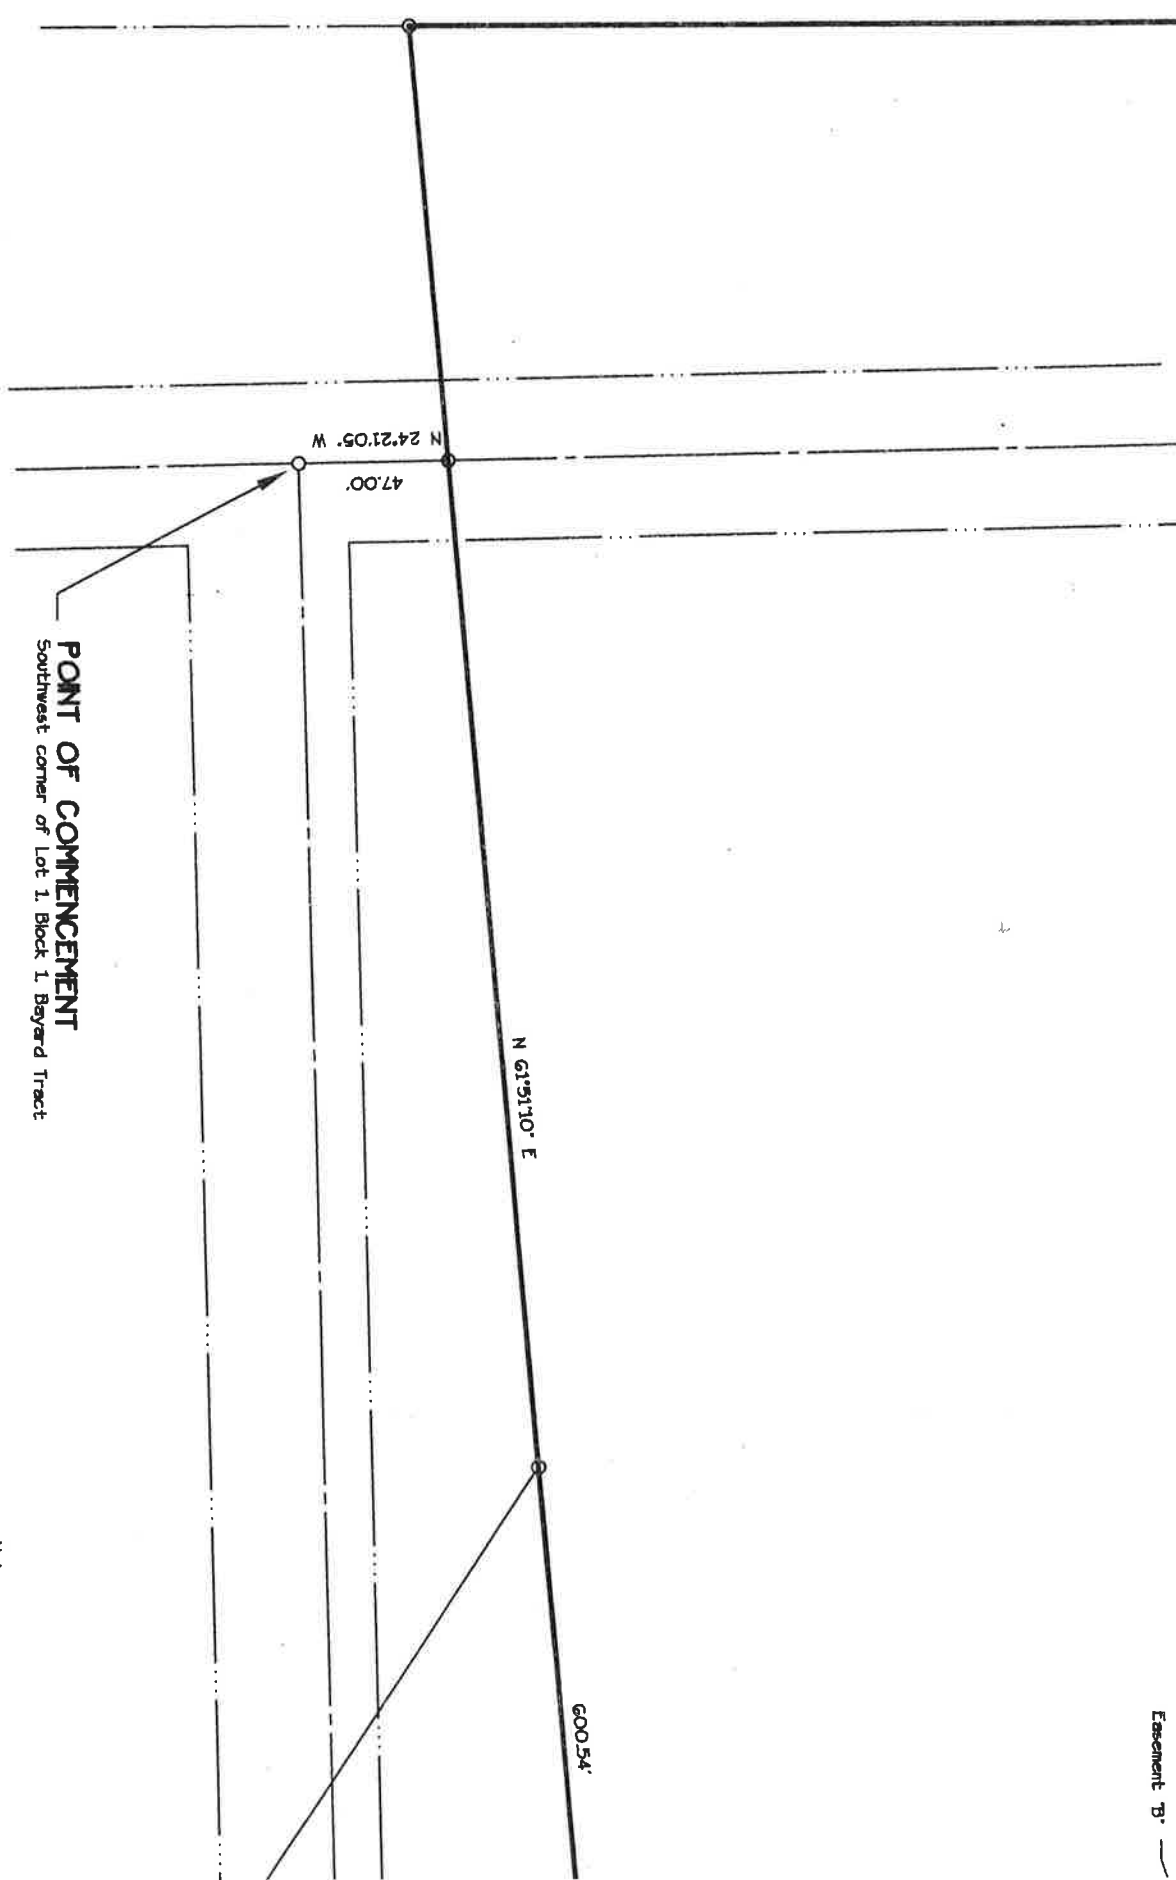 N 24°21'05" W
47.00'
POINT OF COMMENCEMENT
Southwest corner of Lot 1, Block 1, Bayard Tract
N 61°51'10" E
600.54'
Easement "B"